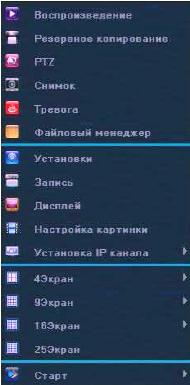 Воспроизведение
Резервное копирование
PTZ
Снимок
Тревога
Файловый менеджер
Установки
Запись
Дисплей
Настройка картинки
Установка IP канала
4Экран
9Экран
16Экран
25Экран
Старт